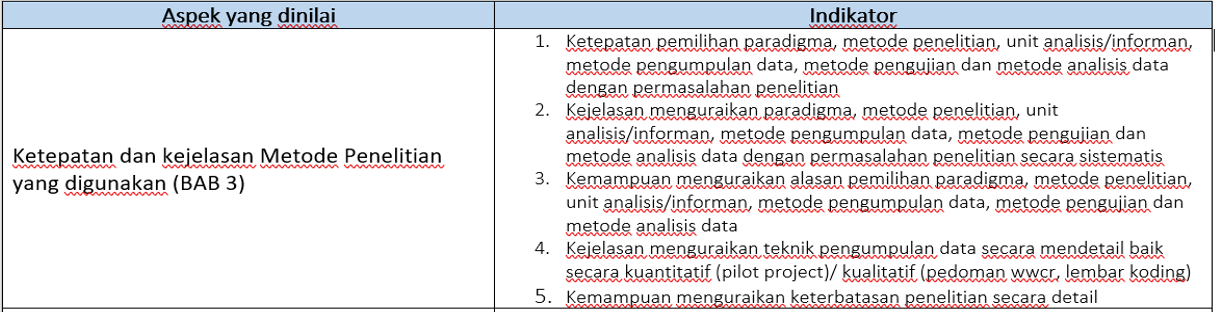 Aspek yang dinilai
Indikator
Ketepatan dan kejelasan Metode Penelitian
yang digunakan (BAB 3)
1. Ketepatan pemilihan paradigma, metode penelitian, unit analisis/informan,
metode pengumpulan data, metode pengujian dan metode analisis data
dengan permasalahan penelitian
2. Kejelasan menguraikan paradigma, metode penelitian, unit
analisis/informan, metode pengumpulan data, metode pengujian dan
metode analisis data dengan permasalahan penelitian secara sistematis
3. Kemampuan menguraikan alasan pemilihan paradigma, metode penelitian,
unit analisis/informan, metode pengumpulan data, metode pengujian dan
metode analisis data
4. Kejelasan menguraikan teknik pengumpulan data secara mendetail baik
secara kuantitatif (pilot project)/ kualitatif (pedoman wwcr, lembar koding)
5. Kemampuan menguraikan keterbatasan penelitian secara detail